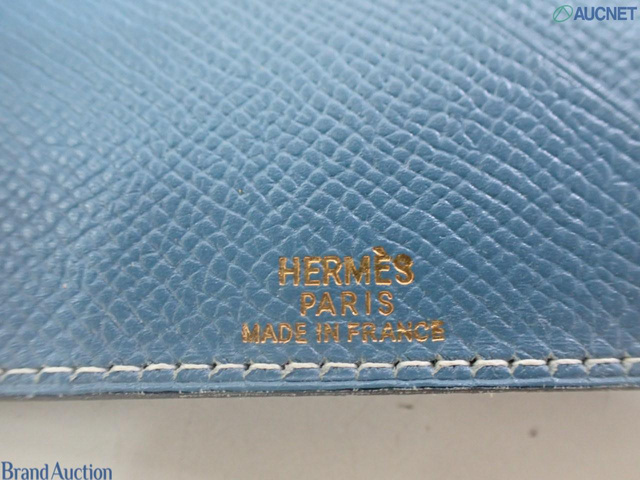 AUCNET
HERMÈS
PARIS
MADE IN FRANCE
Brand Auction